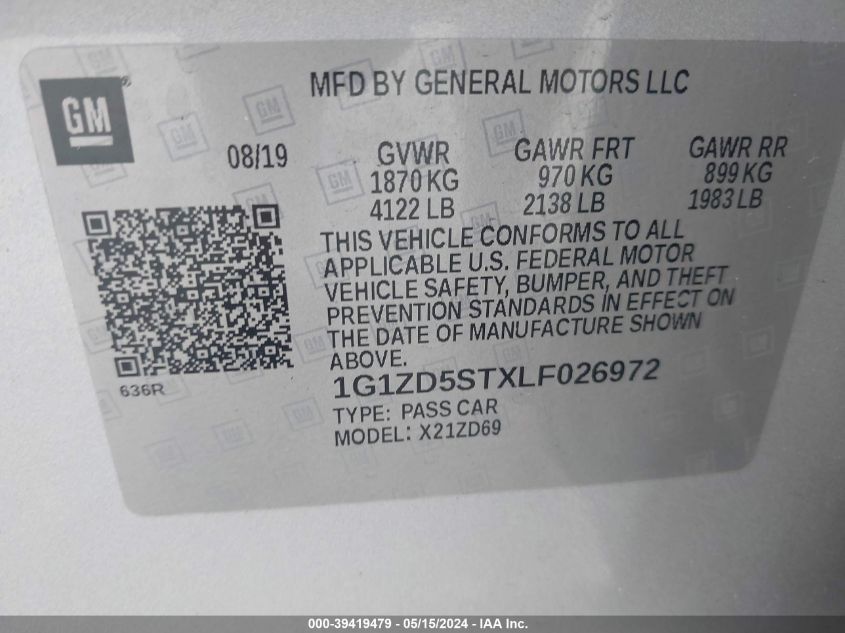 GM
MFD BY GENERAL MOTORS LLC
08/19
GVWR
1870 KG
4122 LB
GAWR FRT
970 KG
2138 LB
GAWR RR
899 KG
1983 LB
THIS VEHICLE CONFORMS TO ALL
APPLICABLE U.S. FEDERAL MOTOR
VEHICLE SAFETY, BUMPER, AND THEFT
PREVENTION STANDARDS IN EFFECT ON
THE DATE OF MANUFACTURE SHOWN
ABOVE.
636R
1G1ZD5STXLF026972
TYPE: PASS CAR
MODEL: X21ZD69
000-39419479 - 05/15/2024 - IAA Inc.